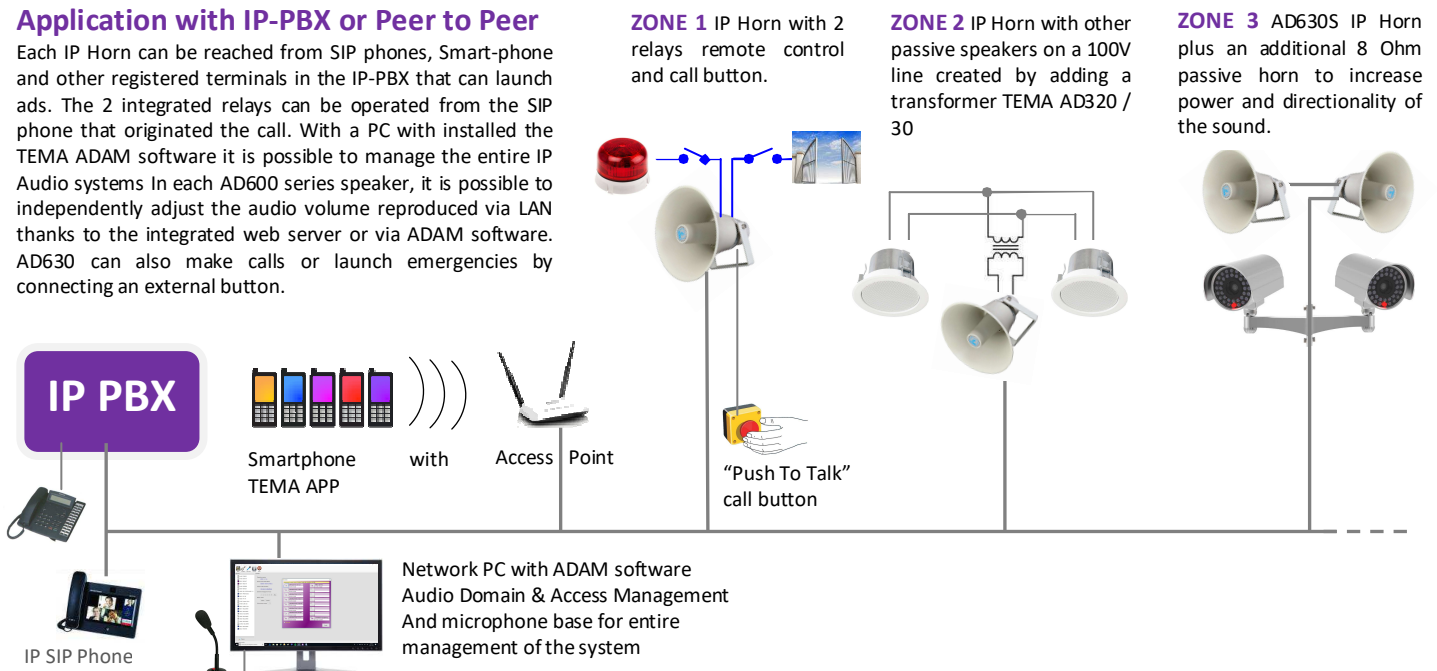 Application with IP-PBX or Peer to Peer
Each IP Horn can be reached from SIP phones, Smart-phone
and other registered terminals in the IP-PBX that can launch
ads. The 2 integrated relays can be operated from the SIP
phone that originated the call. With a PC with installed the
TEMA ADAM software it is possible to manage the entire IP
Audio systems In each AD600 series speaker, it is possible to
independently adjust the audio volume reproduced via LAN
thanks to the integrated web server or via ADAM software.
AD630 can also make calls or launch emergencies by
connecting an external button.
ZONE 1 IP Horn with 2
relays remote control
and call button.
ZONE 2 IP Horn with other
passive speakers on a 100V
line created by adding a
transformer TEMA AD320 /
30
ZONE 3 AD630S IP Horn
plus an additional 8 Ohm
passive horn to increase
power and directionality of
the sound.
IP PBX
Smartphone with
TEMA APP
Access Point
“Push To Talk”
call button
Network PC with ADAM software
Audio Domain & Access Management
And microphone base for entire
management of the system
IP SIP Phone